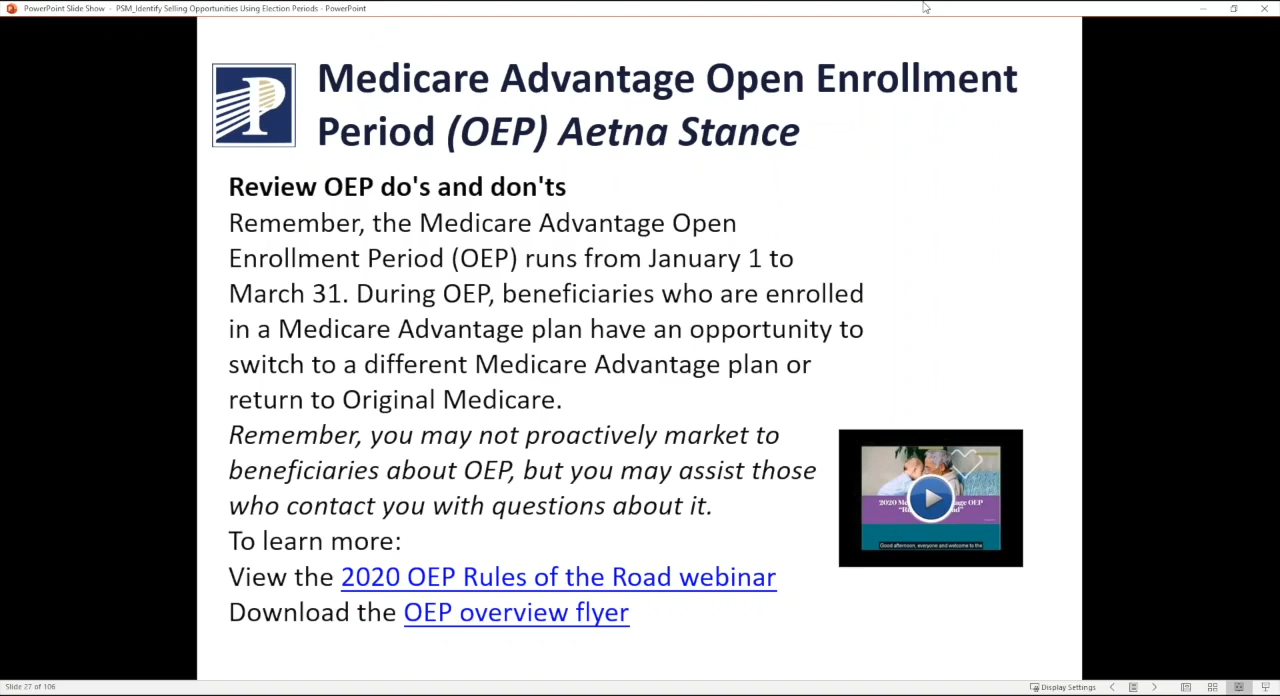 PowerPoint Slide Show - PSM_Identify Selling Opportunities Using Election Periods - PowerPoint
P
Medicare Advantage Open Enrollment
Period (OEP) Aetna Stance
Review OEP do's and don'ts
Remember, the Medicare Advantage Open
Enrollment Period (OEP) runs from January 1 to
March 31. During OEP, beneficiaries who are enrolled
in a Medicare Advantage plan have an opportunity to
switch to a different Medicare Advantage plan or
return to Original Medicare.
Remember, you may not proactively market to
beneficiaries about OEP, but you may assist those
who contact you with questions about it.
To learn more:
View the 2020 OEP Rules of the Road webinar
Download the OEP overview flyer
Good afternoon, everyone and welcome to the
Slide 27 of 106
Display Settings